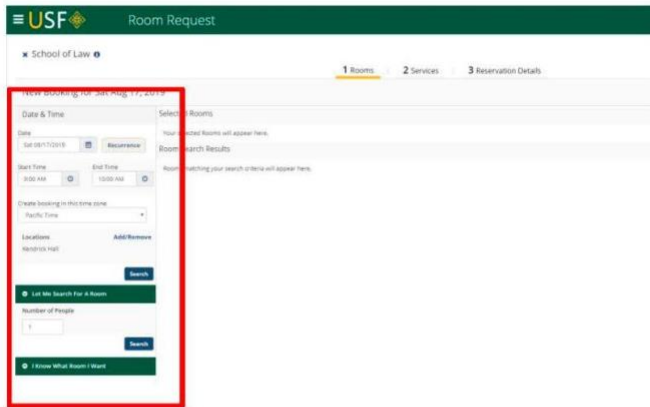 USF Room Request
× School of Law
1 Rooms 2 Services 3 Reservation Details
New Booking for Sat Aug 17, 2019
Date & Time
Selected Rooms
Date
Your selected Rooms will appear here.
Sat 08/17/2019 Recurrence
Room Search Results
Start Time End Time
Rooms matching your search criteria will appear here.
9:00 AM 10:00 AM
Create booking in this time zone
Pacific Time
Locations Add/Remove
Kendrick Hall
Search
Let Me Search For A Room
Number of People
1
Search
I Know What Room I Want